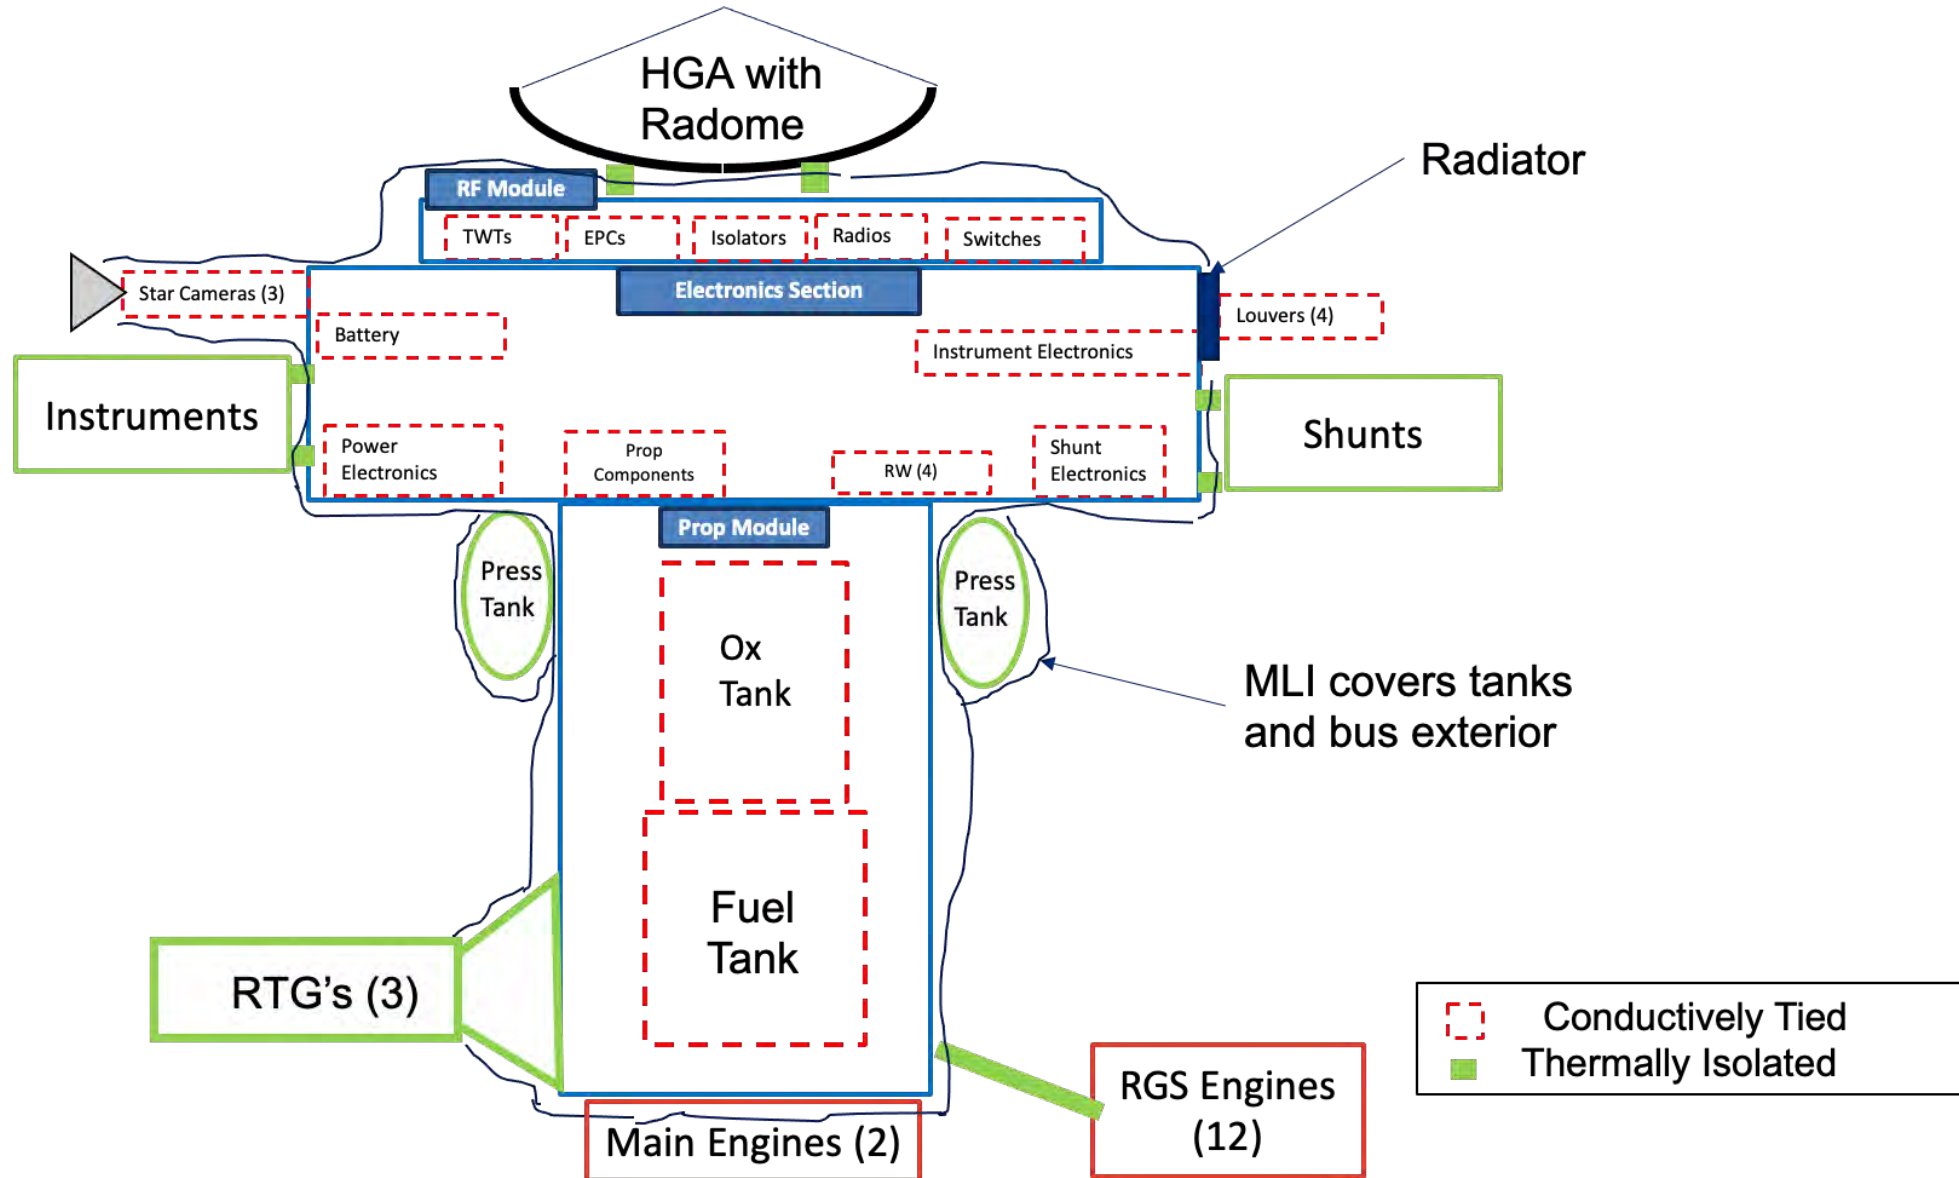 HGA with
Radome
Radiator
RF Module
TWTs
EPCs
Isolators
Radios
Switches
Star Cameras (3)
Electronics Section
Louvers (4)
Battery
Instrument Electronics
Instruments
Shunts
Power
Electronics
Prop
Components
RW (4)
Shunt
Electronics
Prop Module
Press
Tank
Press
Tank
Ox
Tank
MLI covers tanks
and bus exterior
Fuel
Tank
RTG's (3)
Conductively Tied
Thermally Isolated
RGS Engines
(12)
Main Engines (2)